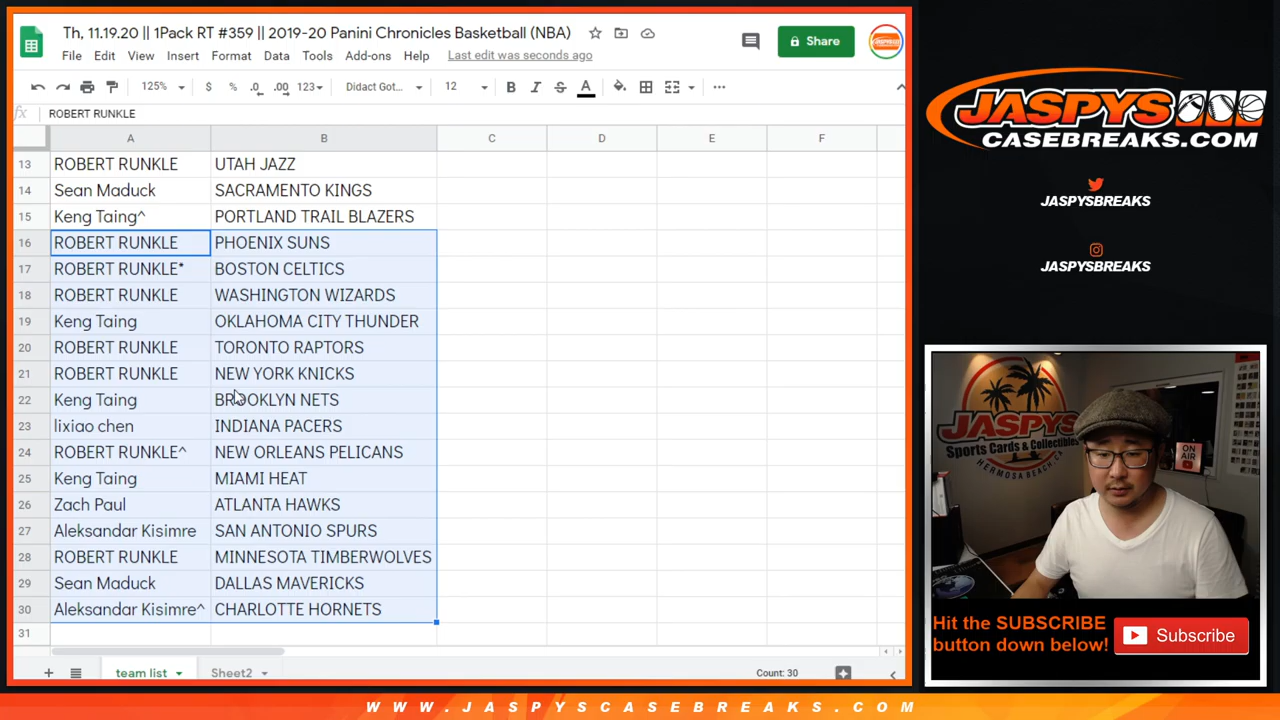 Th, 11.19.20 || 1Pack RT #359 || 2019-20 Panini Chronicles Basketball (NBA)
Share
File Edit View Insert Format Data Tools Add-ons Help Last edit was seconds ago
125% $ % .0 .00 123 Didact Got... 12 B I S A
fx ROBERT RUNKLE
A B C D E F
13 ROBERT RUNKLE UTAH JAZZ
14 Sean Maduck SACRAMENTO KINGS
15 Keng Taing^ PORTLAND TRAIL BLAZERS
16 ROBERT RUNKLE PHOENIX SUNS
17 ROBERT RUNKLE* BOSTON CELTICS
18 ROBERT RUNKLE WASHINGTON WIZARDS
19 Keng Taing OKLAHOMA CITY THUNDER
20 ROBERT RUNKLE TORONTO RAPTORS
21 ROBERT RUNKLE NEW YORK KNICKS
22 Keng Taing BROOKLYN NETS
23 lixiao chen INDIANA PACERS
24 ROBERT RUNKLE^ NEW ORLEANS PELICANS
25 Keng Taing MIAMI HEAT
26 Zach Paul ATLANTA HAWKS
27 Aleksandar Kisimre SAN ANTONIO SPURS
28 ROBERT RUNKLE MINNESOTA TIMBERWOLVES
29 Sean Maduck DALLAS MAVERICKS
30 Aleksandar Kisimre^ CHARLOTTE HORNETS
31
team list Sheet2 Count: 30
JASPYS
CASEBREAKS.COM
JASPYSBREAKS
JASPYSBREAKS
JASPYS
Sports Cards & Collectibles
HERMOSA BEACH, CA
ON AIR
Hit the SUBSCRIBE
button down below!
Subscribe
WWW.JASPYSCASEBREAKS.COM